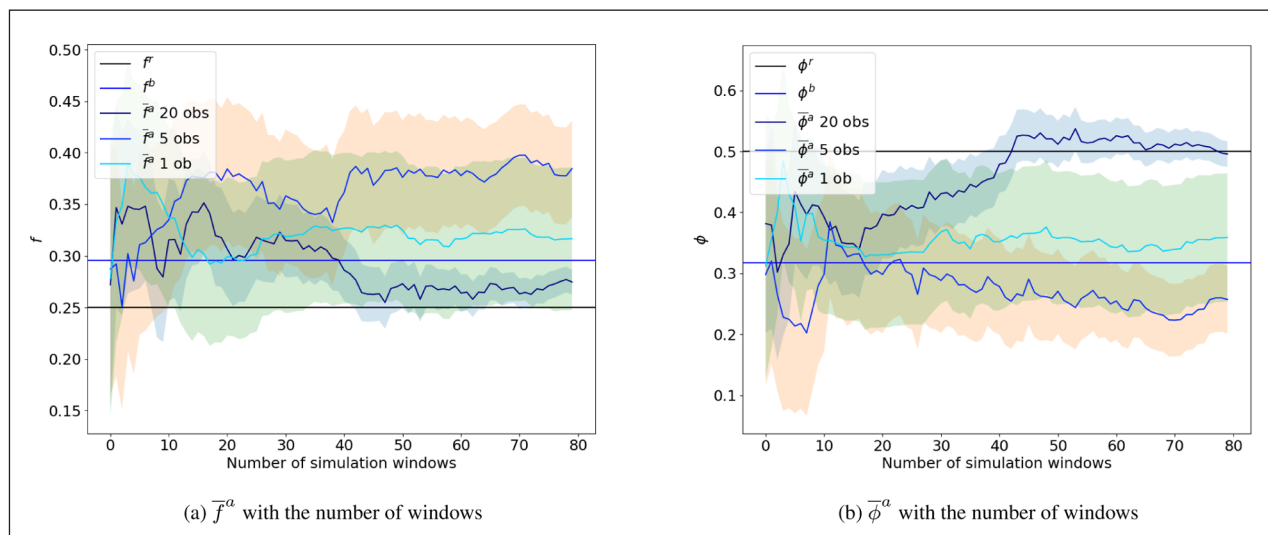 0.50
0.45
0.40
0.35
0.30
0.25
0.20
0.15
f
f^r
f^b
f̅^a 20 obs
f̅^a 5 obs
f̅^a 1 ob
0 10 20 30 40 50 60 70 80
Number of simulation windows
(a) f̅^a with the number of windows
0.6
0.5
0.4
0.3
0.2
0.1
ϕ
ϕ^r
ϕ^b
ϕ̅^a 20 obs
ϕ̅^a 5 obs
ϕ̅^a 1 ob
0 10 20 30 40 50 60 70 80
Number of simulation windows
(b) ϕ̅^a with the number of windows